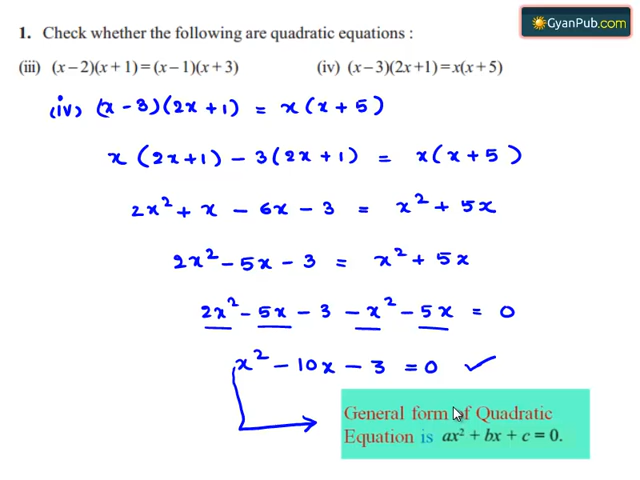 GyanPub.com
1. Check whether the following are quadratic equations :
(iii) (x – 2)(x + 1) = (x – 1)(x + 3) (iv) (x – 3)(2x + 1) = x(x + 5)
(iv) (x - 3)(2x + 1) = x(x + 5)
x(2x+1) - 3(2x + 1) = x(x + 5)
2x² + x - 6x - 3 = x² + 5x
2x² - 5x - 3 = x² + 5x
2x² - 5x - 3 - x² - 5x = 0
x² - 10x - 3 = 0 ✓
General form of Quadratic
Equation is ax² + bx + c = 0.